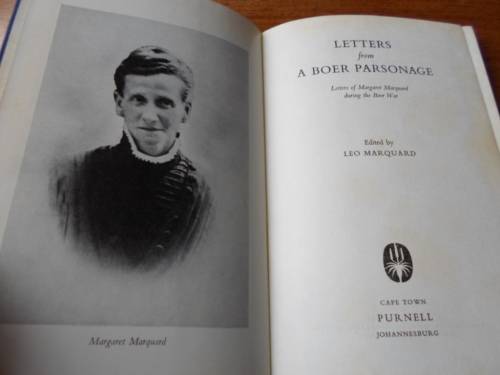 Margaret Marquard
LETTERS
from
A BOER PARSONAGE
Letters of Margaret Marquard
during the Boer War
Edited by
LEO MARQUARD
CAPE TOWN
PURNELL
JOHANNESBURG